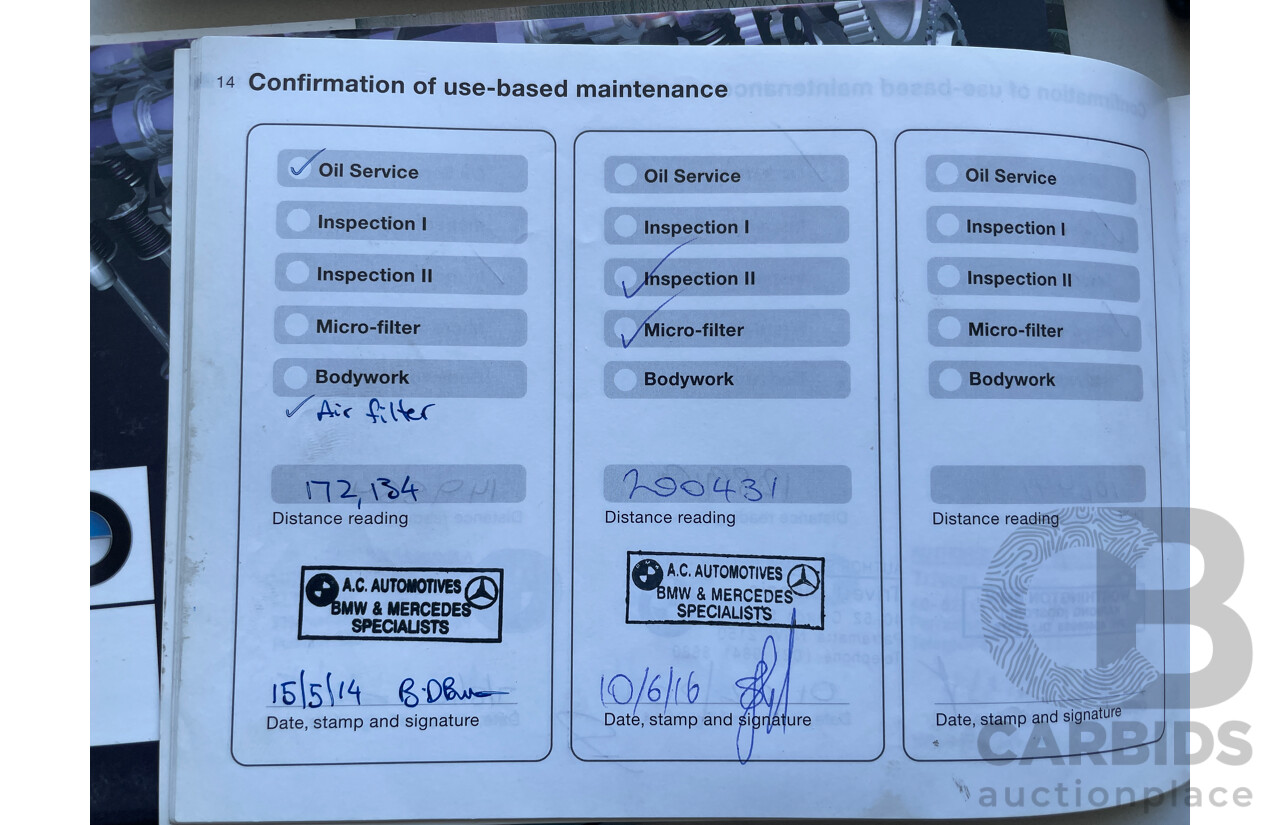 14 Confirmation of use-based maintenance
Oil Service
Inspection I
Inspection II
Micro-filter
Bodywork
Air filter
172,134
Distance reading
A.C. AUTOMOTIVES
BMW & MERCEDES
SPECIALISTS
15/5/14
Date, stamp and signature
Oil Service
Inspection I
Inspection II
Micro-filter
Bodywork
200431
Distance reading
A.C. AUTOMOTIVES
BMW & MERCEDES
SPECIALISTS
10/6/16
Date, stamp and signature
Oil Service
Inspection I
Inspection II
Micro-filter
Bodywork
Distance reading
Date, stamp and signature
CB
CARBIDS
auctionplace